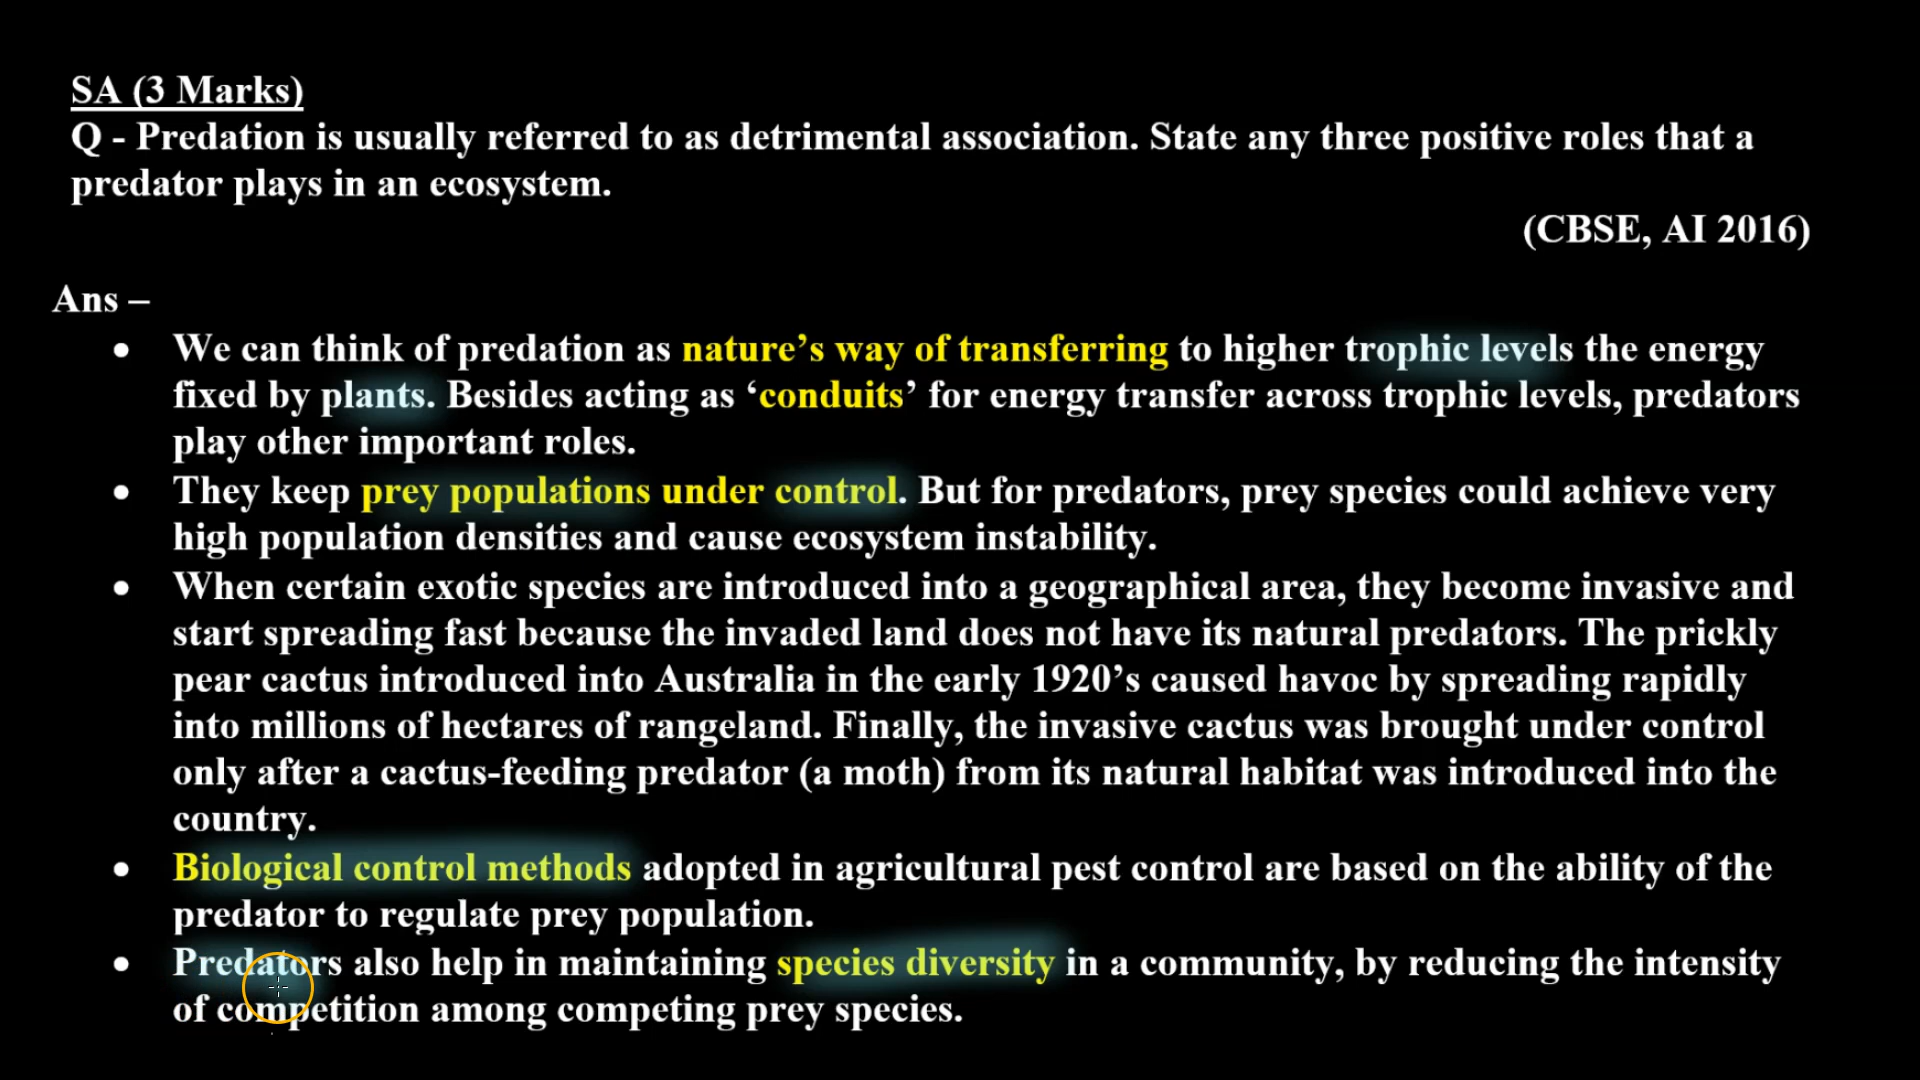 SA (3 Marks)
Q - Predation is usually referred to as detrimental association. State any three positive roles that a
predator plays in an ecosystem.
(CBSE, AI 2016)
Ans –
• We can think of predation as nature’s way of transferring to higher trophic levels the energy
fixed by plants. Besides acting as ‘conduits’ for energy transfer across trophic levels, predators
play other important roles.
• They keep prey populations under control. But for predators, prey species could achieve very
high population densities and cause ecosystem instability.
• When certain exotic species are introduced into a geographical area, they become invasive and
start spreading fast because the invaded land does not have its natural predators. The prickly
pear cactus introduced into Australia in the early 1920’s caused havoc by spreading rapidly
into millions of hectares of rangeland. Finally, the invasive cactus was brought under control
only after a cactus-feeding predator (a moth) from its natural habitat was introduced into the
country.
• Biological control methods adopted in agricultural pest control are based on the ability of the
predator to regulate prey population.
• Predators also help in maintaining species diversity in a community, by reducing the intensity
of competition among competing prey species.